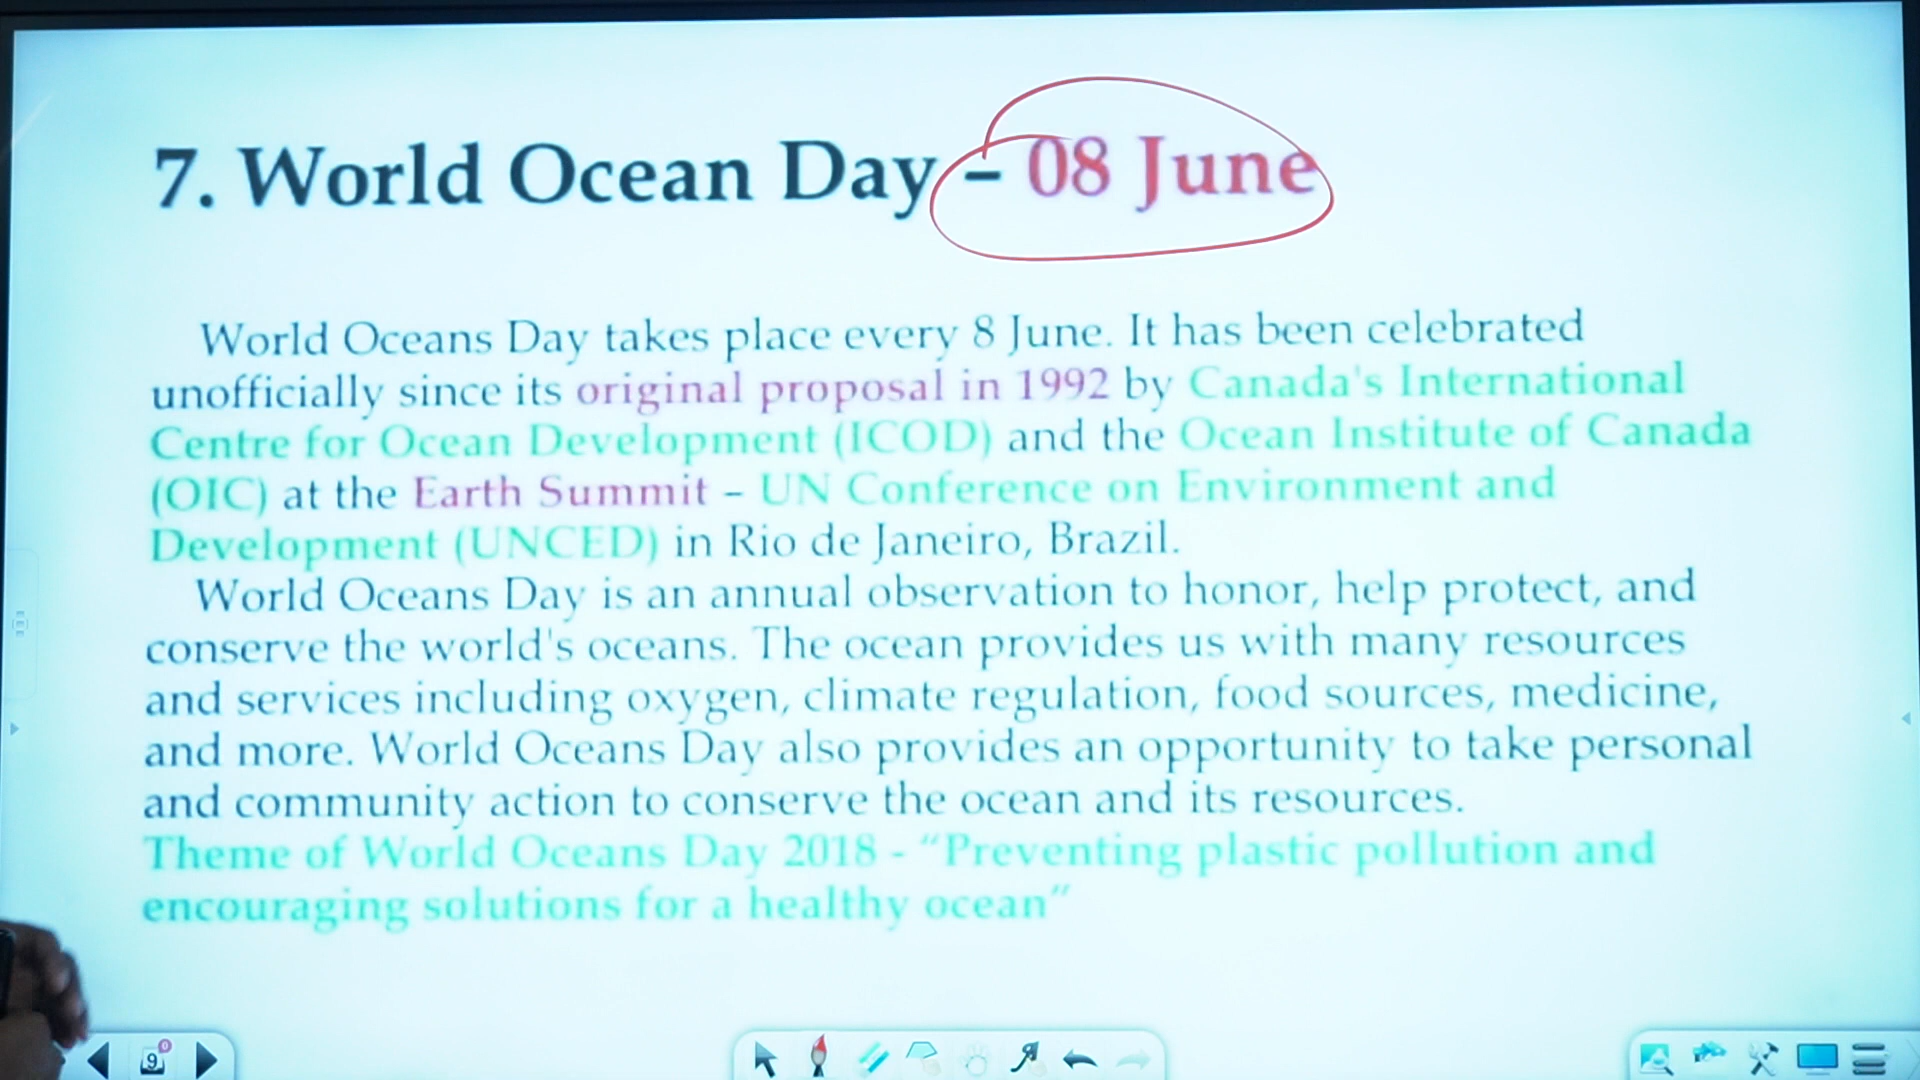 7. World Ocean Day – 08 June
World Oceans Day takes place every 8 June. It has been celebrated
unofficially since its original proposal in 1992 by Canada's International
Centre for Ocean Development (ICOD) and the Ocean Institute of Canada
(OIC) at the Earth Summit – UN Conference on Environment and
Development (UNCED) in Rio de Janeiro, Brazil.
World Oceans Day is an annual observation to honor, help protect, and
conserve the world's oceans. The ocean provides us with many resources
and services including oxygen, climate regulation, food sources, medicine,
and more. World Oceans Day also provides an opportunity to take personal
and community action to conserve the ocean and its resources.
Theme of World Oceans Day 2018 - “Preventing plastic pollution and
encouraging solutions for a healthy ocean”
9 0